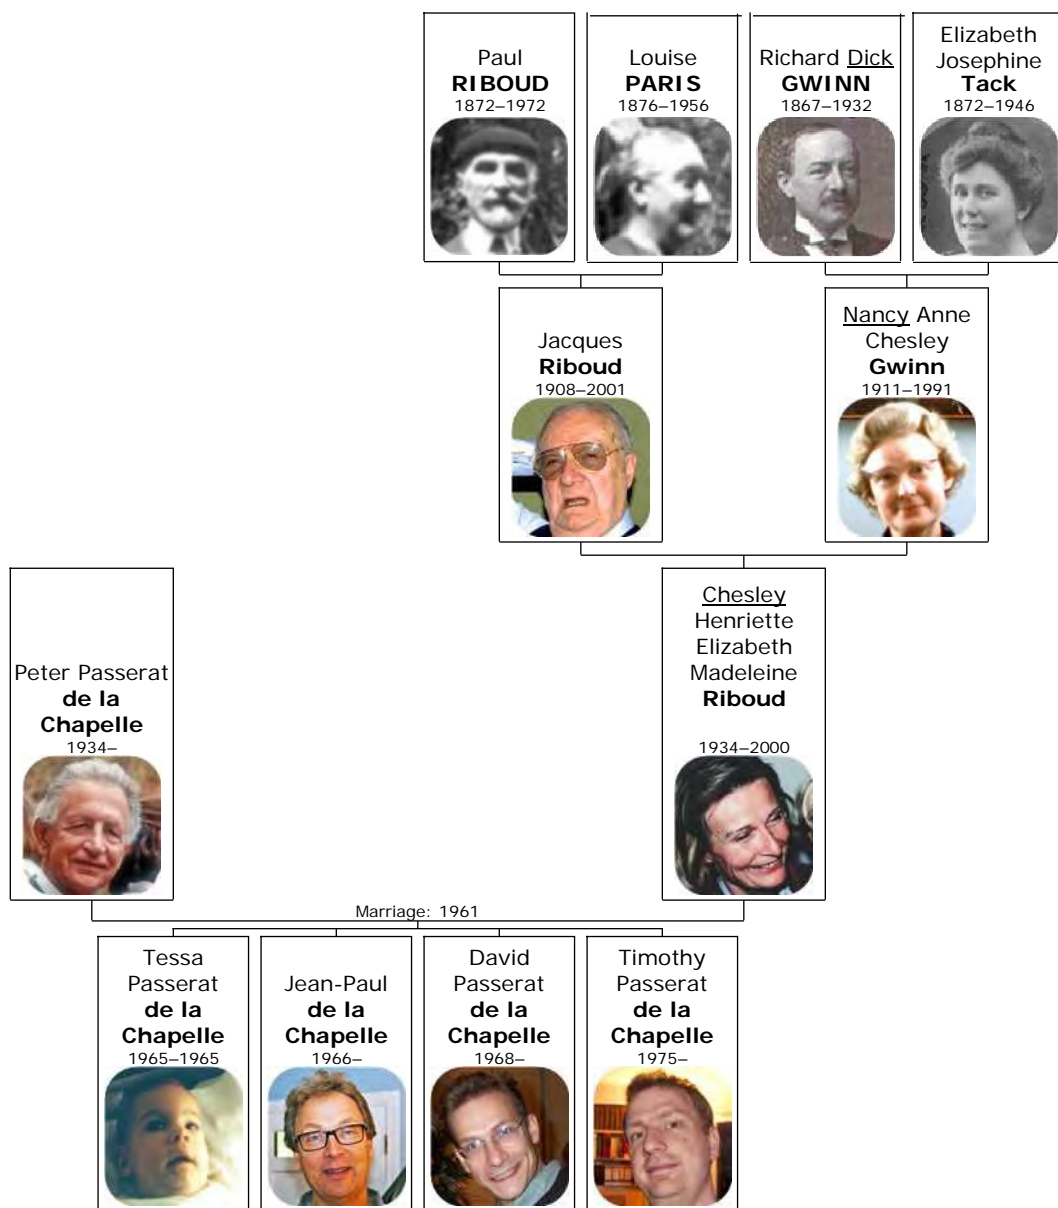 Paul
RIBOUD
1872–1972
Louise
PARIS
1876–1956
Richard Dick
GWINN
1867–1932
Elizabeth
Josephine
Tack
1872–1946
Jacques
Riboud
1908–2001
Nancy Anne
Chesley
Gwinn
1911–1991
Peter Passerat
de la
Chapelle
1934–
Chesley
Henriette
Elizabeth
Madeleine
Riboud
1934–2000
Marriage: 1961
Tessa
Passerat
de la
Chapelle
1965–1965
Jean-Paul
de la
Chapelle
1966–
David
Passerat
de la
Chapelle
1968–
Timothy
Passerat
de la
Chapelle
1975–